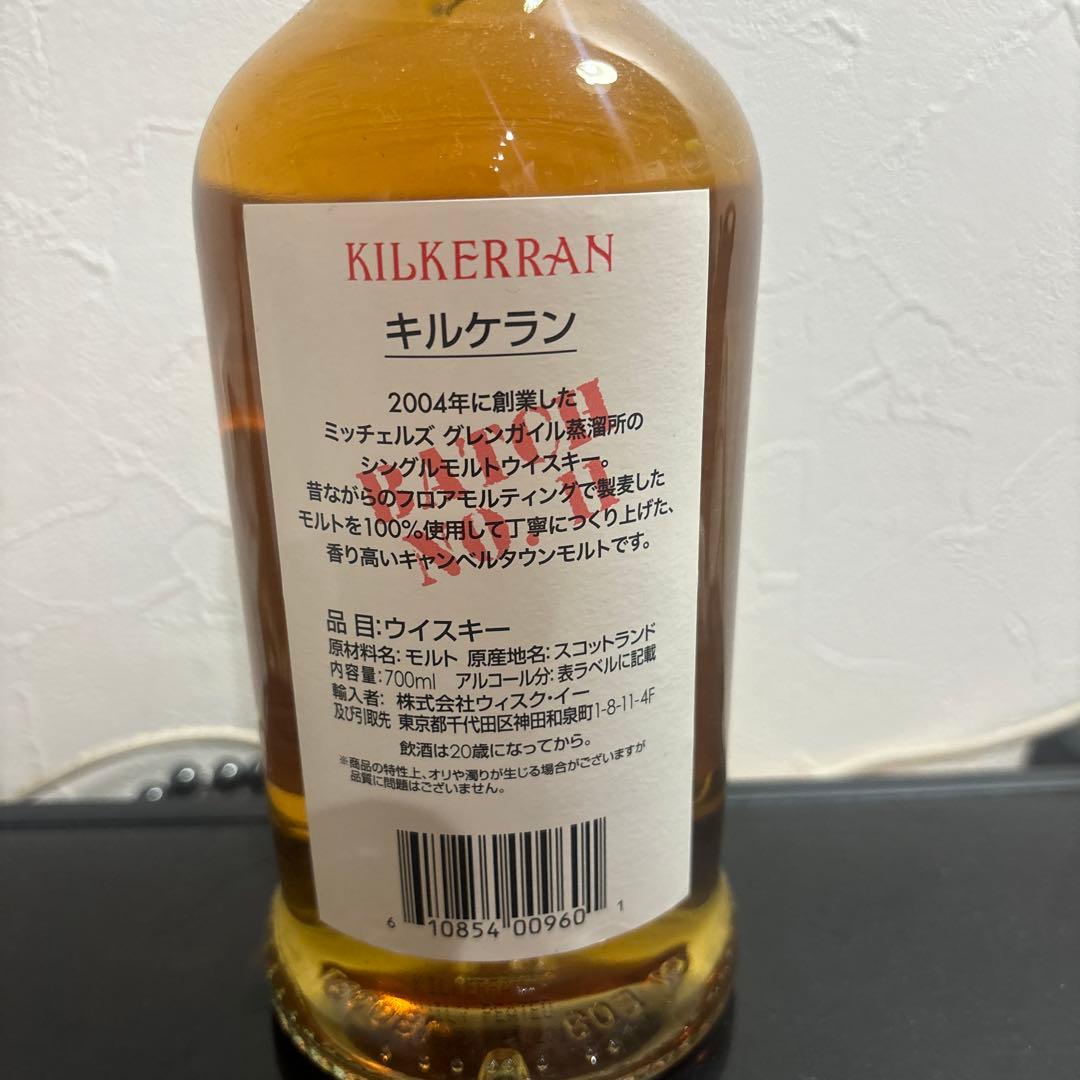 KILKERRAN
キルケラン
BATCH
NO. 11
2004年に創業した
ミッチェルズ グレンガイル蒸溜所の
シングルモルトウイスキー。
昔ながらのフロアモルティングで製麦した
モルトを100%使用して丁寧につくり上げた、
香り高いキャンベルタウンモルトです。
品 目:ウイスキー
原材料名:モルト 原産地名:スコットランド
内容量:700ml アルコール分:表ラベルに記載
輸入者: 株式会社ウィスク・イー
及び引取先 東京都千代田区神田和泉町1-8-11-4F
飲酒は20歳になってから。
※商品の特性上、オリや濁りが生じる場合がございますが
品質に問題はございません。
6 10854 00960 1